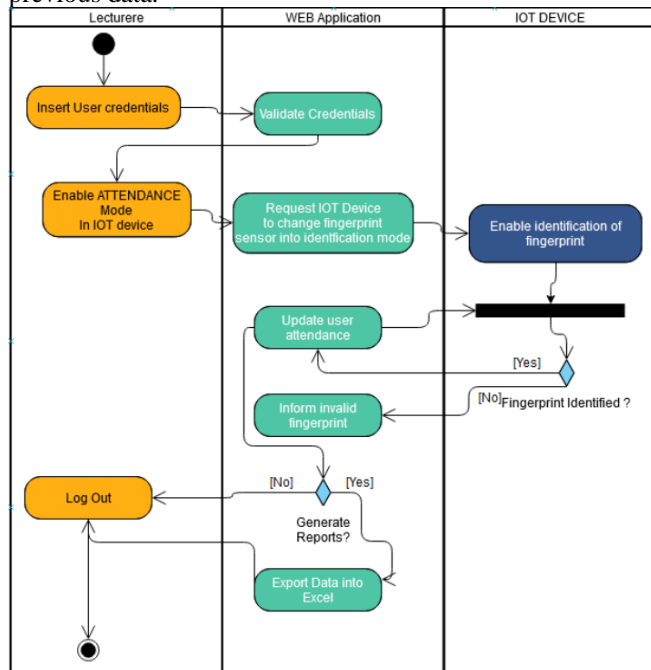 previous data.
Lecturere
WEB Application
IOT DEVICE
Insert User credentials
Validate Credentials
Enable ATTENDANCE
Mode
In IOT device
Request IOT Device
to change fingerprint
sensor into identfication mode
Enable identification of
fingerprint
Update user
attendance
[Yes]
[No]
Fingerprint Identified ?
Inform invalid
fingerprint
[No]
[Yes]
Log Out
Generate
Reports?
Export Data into
Excel